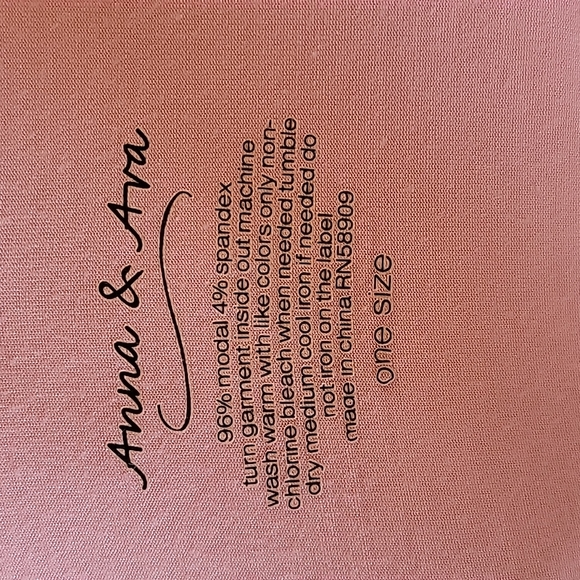 Anna & Ava
96% modal 4% spandex
turn garment inside out machine
wash warm with like colors only non-
chlorine bleach when needed tumble
dry medium cool iron if needed do
not iron on the label
made in china RN58909
one size